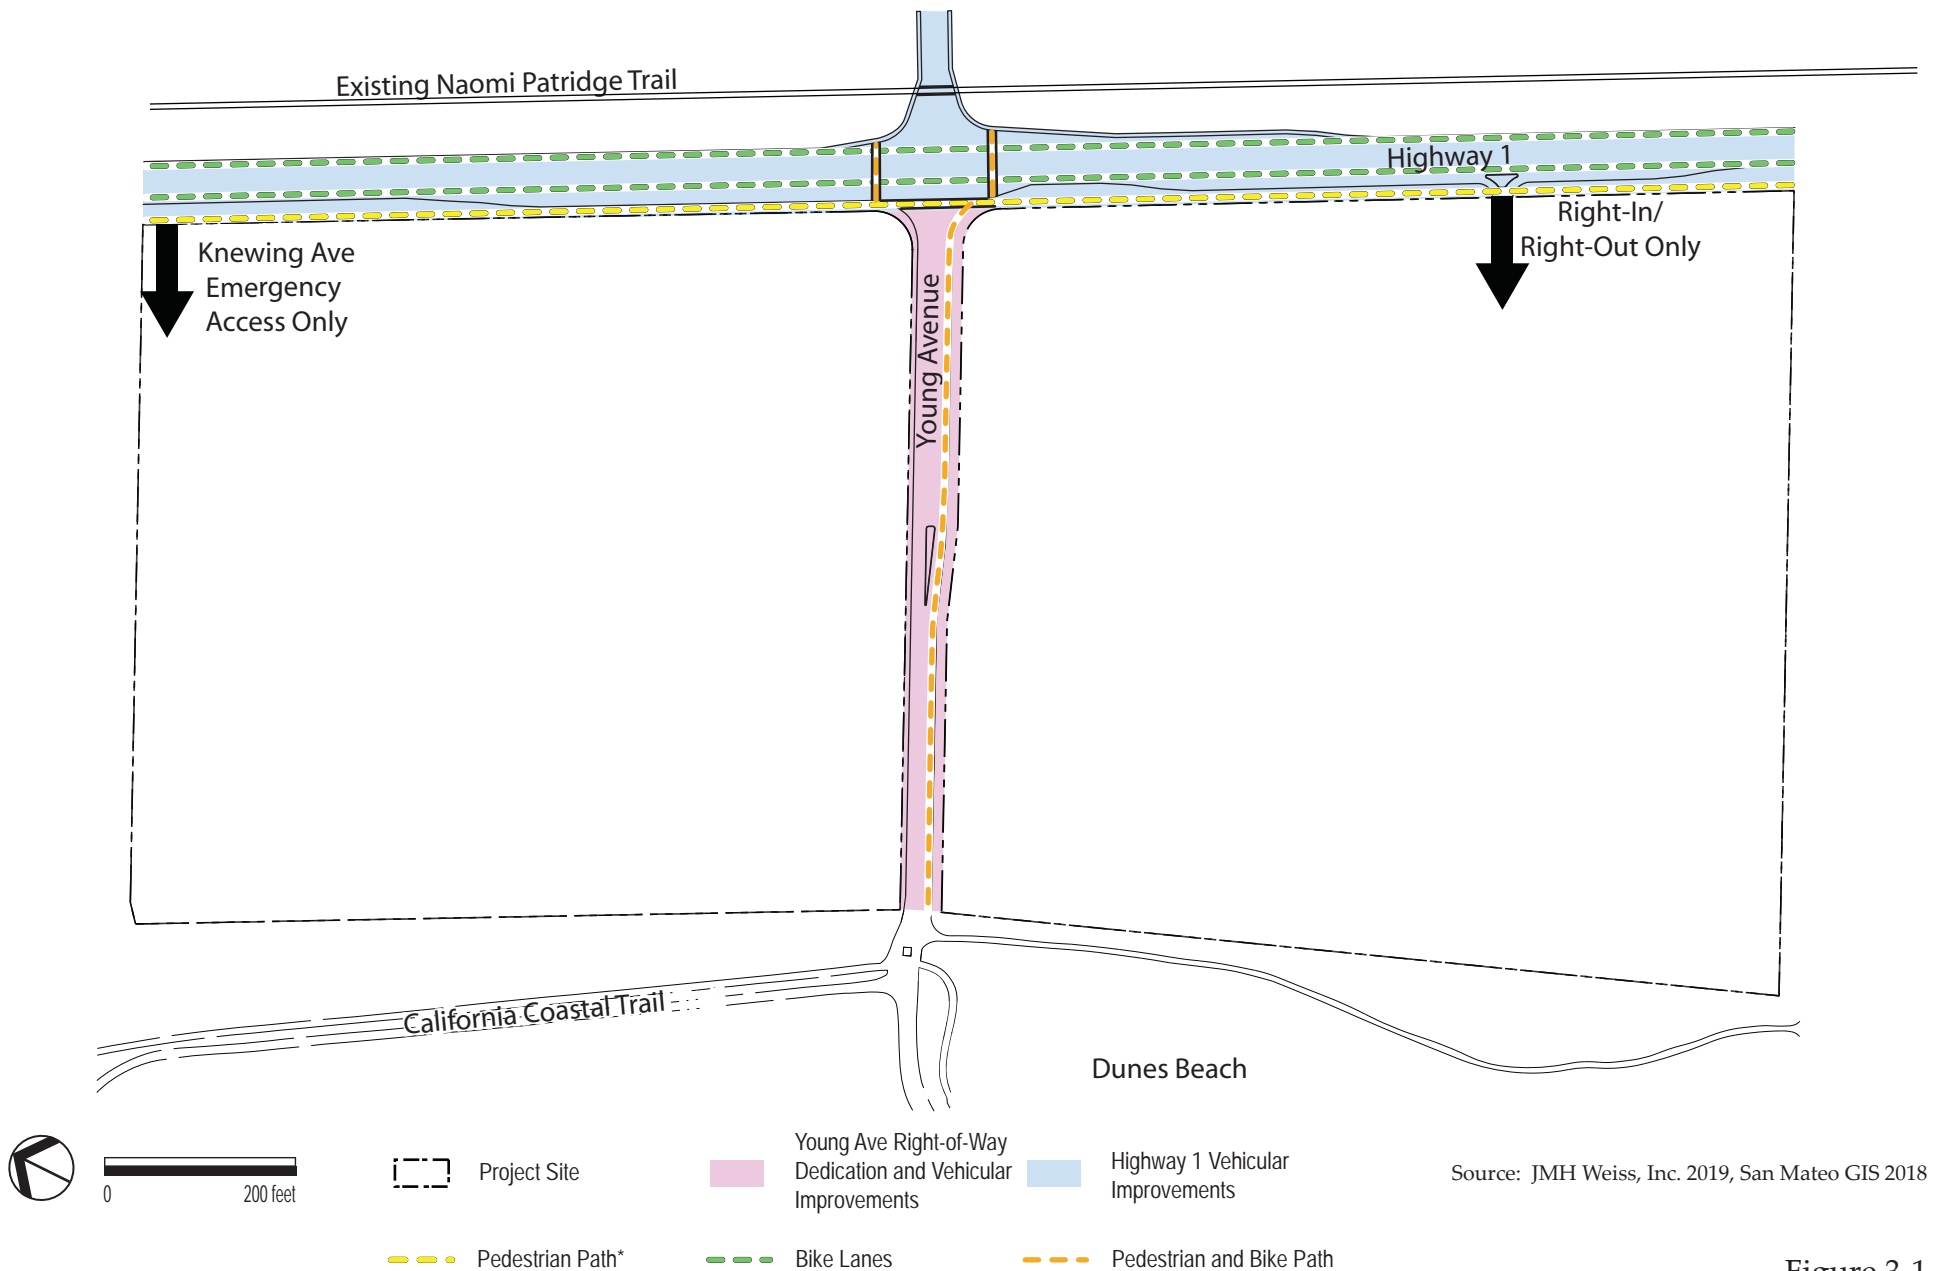 Existing Naomi Patridge Trail
Highway 1
Knewing Ave
Emergency
Access Only
Right-In/
Right-Out Only
Young Avenue
California Coastal Trail
Dunes Beach
0
200 feet
Project Site
Young Ave Right-of-Way
Dedication and Vehicular
Improvements
Highway 1 Vehicular
Improvements
Source: JMH Weiss, Inc. 2019, San Mateo GIS 2018
Pedestrian Path*
Bike Lanes
Pedestrian and Bike Path
Figure 3-1